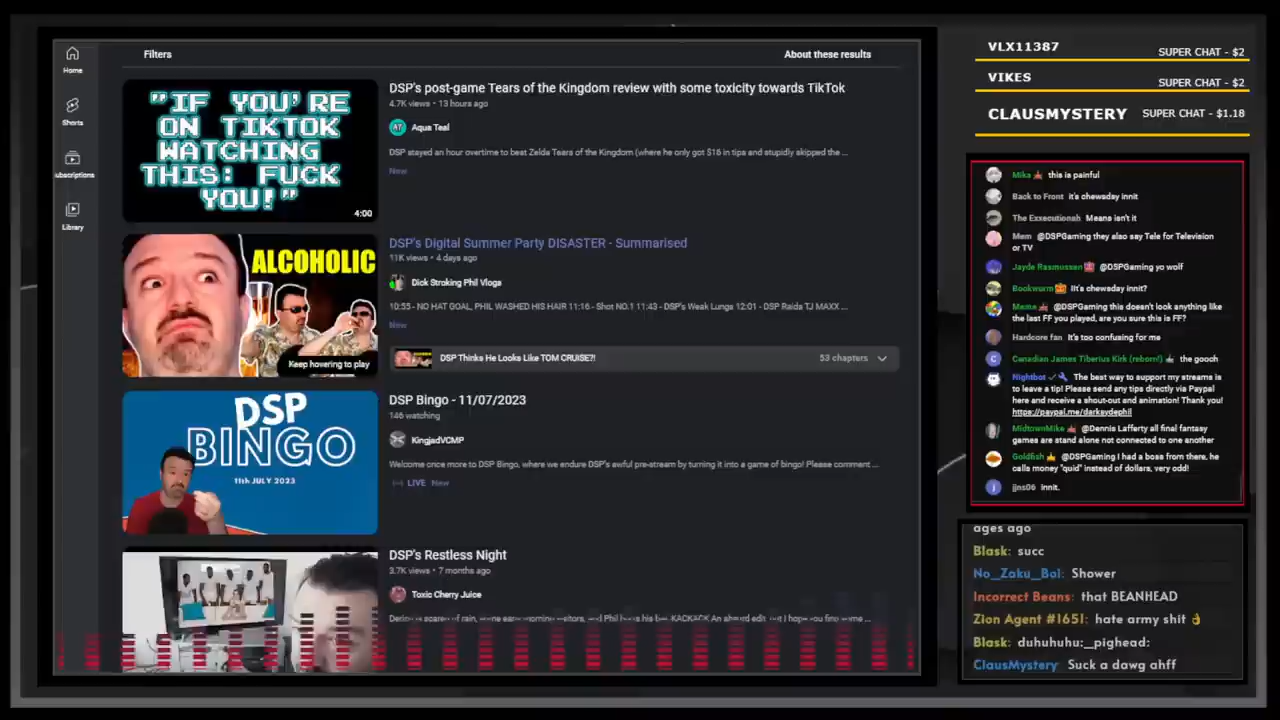 Filters
About these results
Home
Shorts
ubscriptions
Library
"IF YOU'RE
ON TIKTOK
WATCHING
THIS: FUCK
YOU!"
4:00
DSP's post-game Tears of the Kingdom review with some toxicity towards TikTok
4.7K views • 13 hours ago
AT Aqua Teal
DSP stayed an hour overtime to beat Zelda Tears of the Kingdom (where he only got $16 in tips and stupidly skipped the ...
New
ALCOHOLIC
Keep hovering to play
DSP's Digital Summer Party DISASTER - Summarised
11K views • 4 days ago
Dick Stroking Phil Vlogs
10:55 - NO HAT GOAL, PHIL WASHED HIS HAIR 11:16 - Shot NO.1 11:43 - DSP's Weak Lungs 12:01 - DSP Raids TJ MAXX ...
New
DSP Thinks He Looks Like TOM CRUISE?!
53 chapters
DSP
BINGO
11th JULY 2023
DSP Bingo - 11/07/2023
146 watching
KingjadVCMP
Welcome once more to DSP Bingo, where we endure DSP's awful pre-stream by turning it into a game of bingo! Please comment ...
LIVE New
DSP's Restless Night
3.7K views • 7 months ago
Toxic Cherry Juice
VLX11387
SUPER CHAT - $2
VIKES
SUPER CHAT - $2
CLAUSMYSTERY
SUPER CHAT - $1.18
Mika this is painful
Back to Front it's chewsday innit
The Exsecutionah Means isn't it
Mem @DSPGaming they also say Tele for Television
or TV
Jayde Rasmussen @DSPGaming yo wolf
Bookwurm IIt's chewsday innit?
Meme @DSPGaming this doesn't look anything like
the last FF you played, are you sure this is FF?
Hardcore fan It's too confusing for me
C Canadian James Tiberius Kirk (reborn!) the gooch
Nightbot The best way to support my streams is
to leave a tip! Please send any tips directly via Paypal
here and receive a shout-out and animation! Thank you!
https://paypal.me/darksydephil
MidtownMike @Dennis Lafferty all final fantasy
games are stand alone not connected to one another
Goldfish @DSPGaming I had a boss from there, he
calls money "quid" instead of dollars, very odd!
j jjns06 innit.
ages ago
Blask: succ
No_Zaku_Boi: Shower
Incorrect Beans: that BEANHEAD
Zion Agent #1651: hate army shit 👌
Blask: duhuhuhu:_pighead:
ClausMystery: Suck a dawg ahff